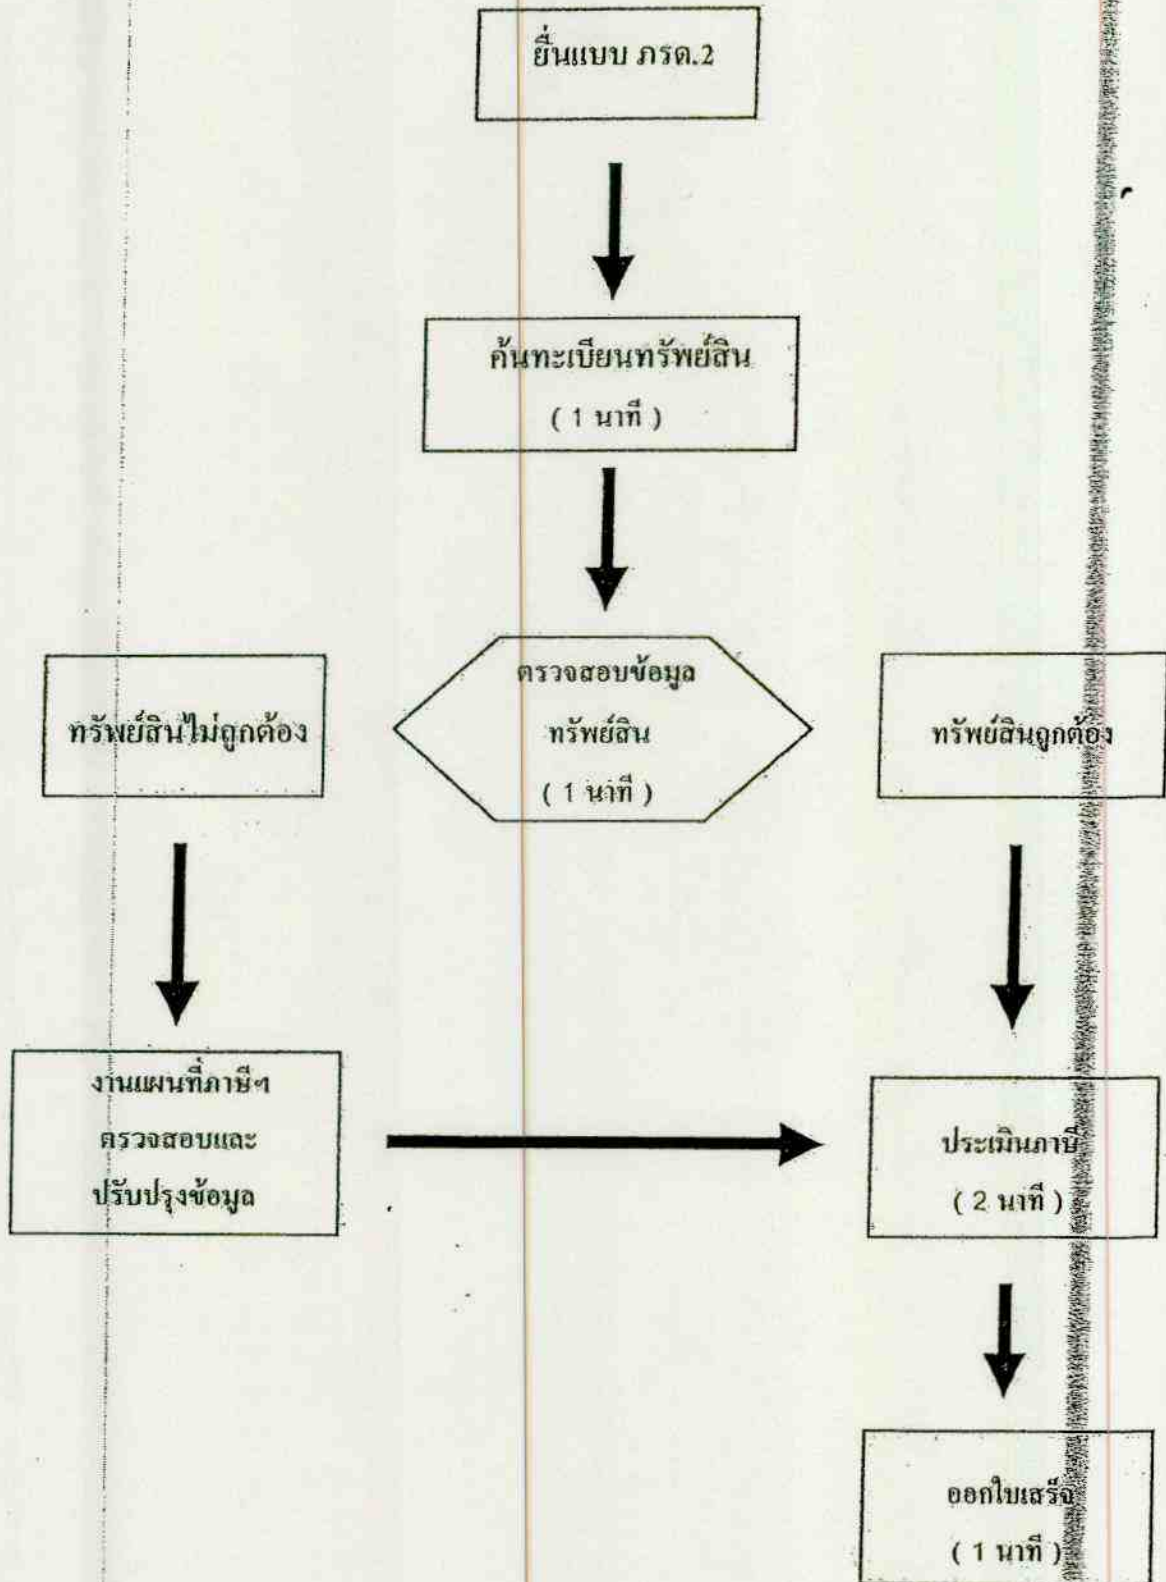 ยื่นแบบ ภรด.2
ค้นทะเบียนทรัพย์สิน
( 1 นาที )
ตรวจสอบข้อมูล
ทรัพย์สิน
( 1 นาที )
ทรัพย์สินไม่ถูกต้อง
ทรัพย์สินถูกต้อง
งานแผนที่ภาษีฯ
ตรวจสอบและ
ปรับปรุงข้อมูล
ประเมินภาษี
( 2 นาที )
ออกใบเสร็จ
( 1 นาที )